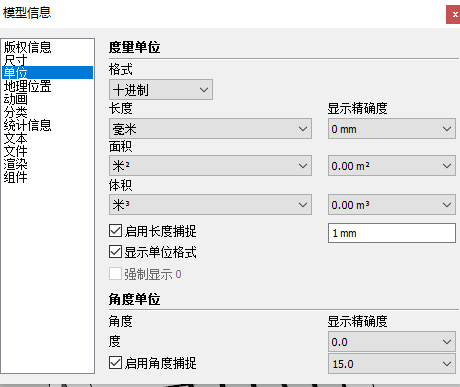 模型信息
x
版权信息
尺寸
单位
地理位置
动画
分类
统计信息
文本
文件
渲染
组件
度量单位
格式
十进制
长度 显示精确度
毫米 0 mm
面积
米² 0.00 m²
体积
米³ 0.00 m³
启用长度捕捉 1 mm
显示单位格式
强制显示 0
角度单位
角度 显示精确度
度 0.0
启用角度捕捉 15.0